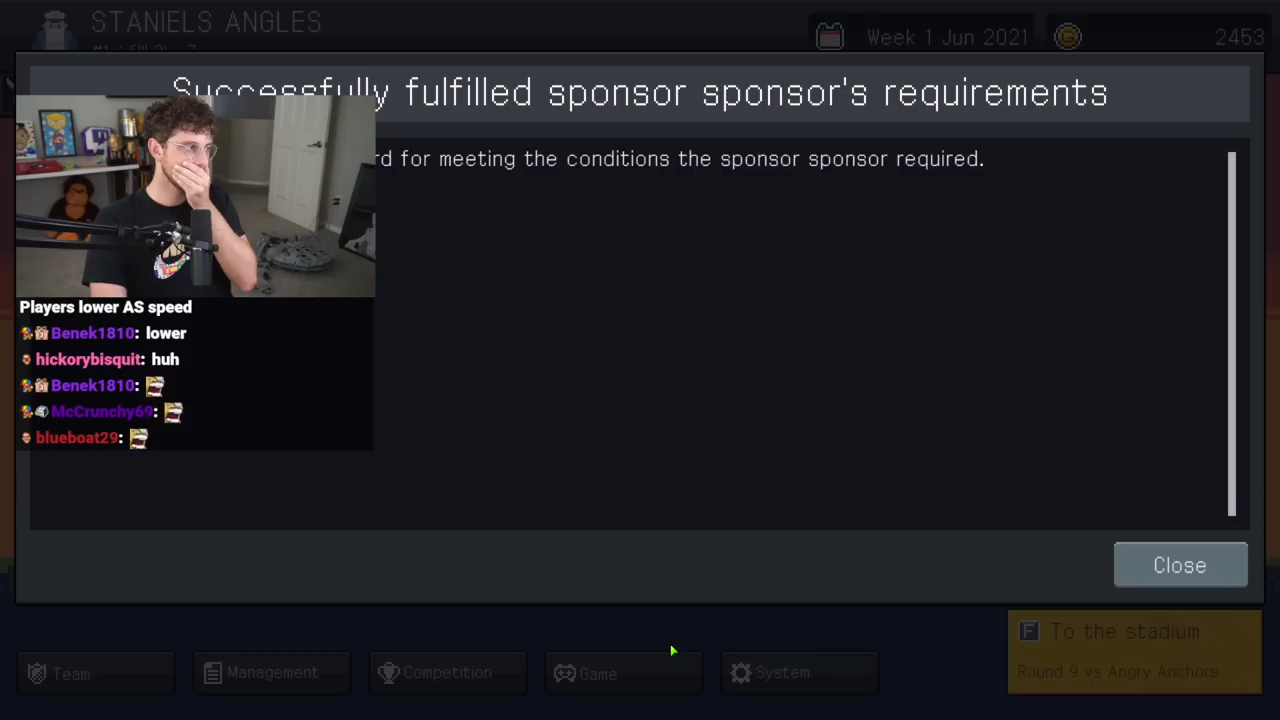 STANIELS ANGLES
Week 1 Jun 2021
2453
Successfully fulfilled sponsor sponsor's requirements
for meeting the conditions the sponsor sponsor required.
Players lower AS speed
Benek1810: lower
hickorybisquit: huh
Benek1810:
McCrunchy69:
blueboat29:
Close
F To the stadium
Round 9 vs Angry Anchors
Team
Management
Competition
Game
System